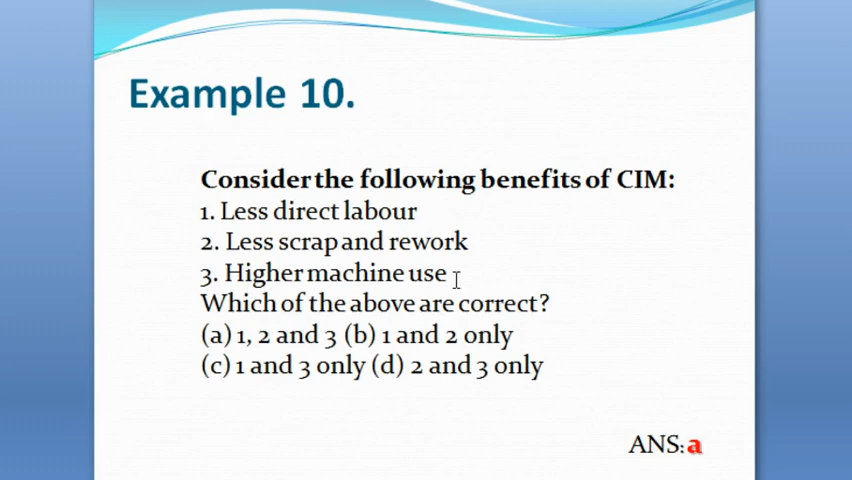 Example 10.
Consider the following benefits of CIM:
1. Less direct labour
2. Less scrap and rework
3. Higher machine use
Which of the above are correct?
(a) 1, 2 and 3 (b) 1 and 2 only
(c) 1 and 3 only (d) 2 and 3 only
ANS:a